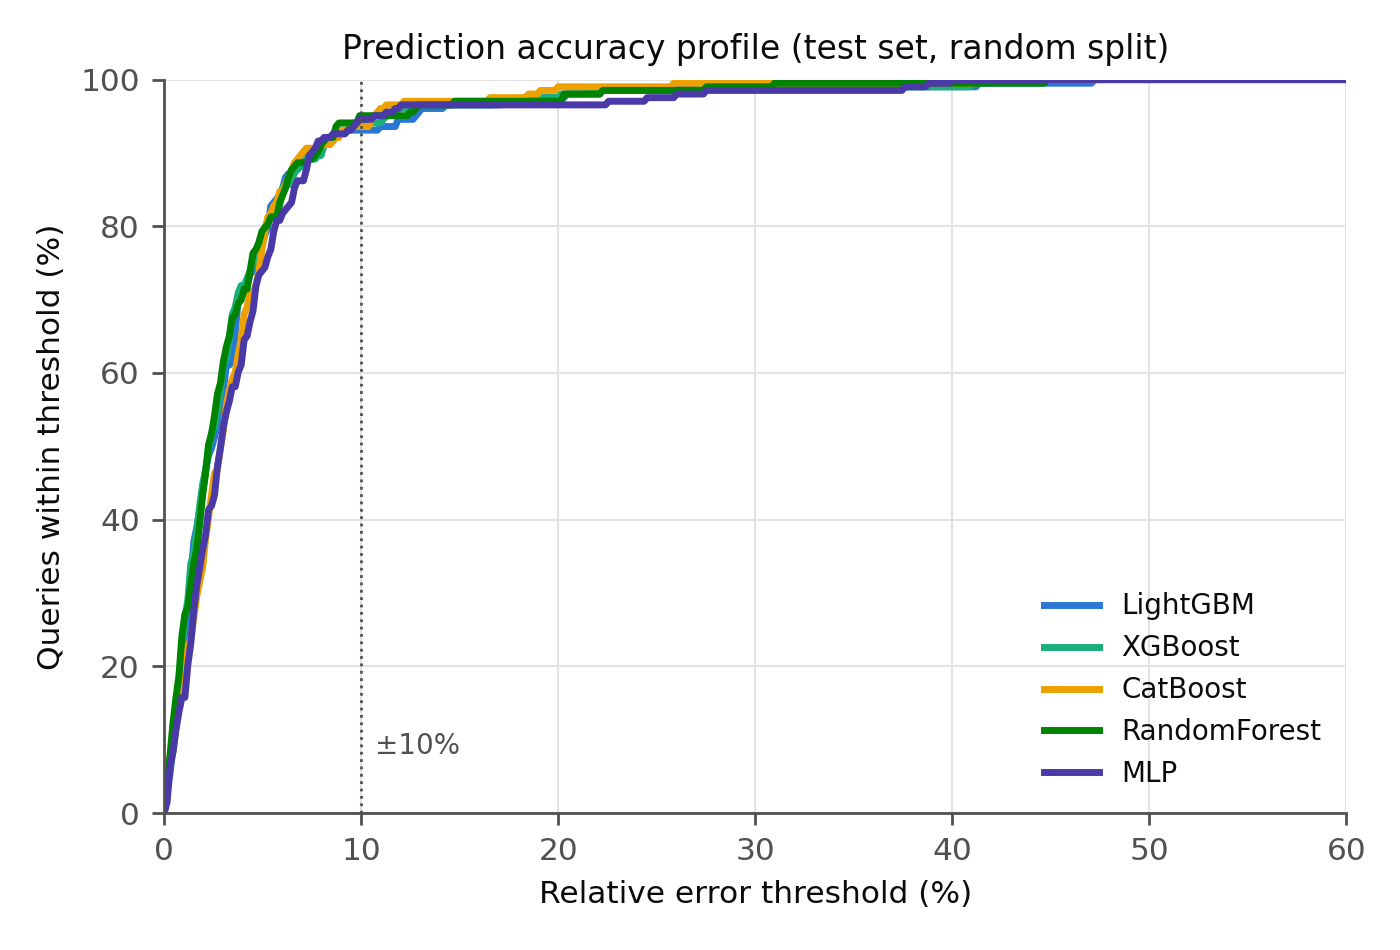 Prediction accuracy profile (test set, random split)
Queries within threshold (%)
100
80
60
40
20
0
±10%
LightGBM
XGBoost
CatBoost
RandomForest
MLP
0 10 20 30 40 50 60
Relative error threshold (%)